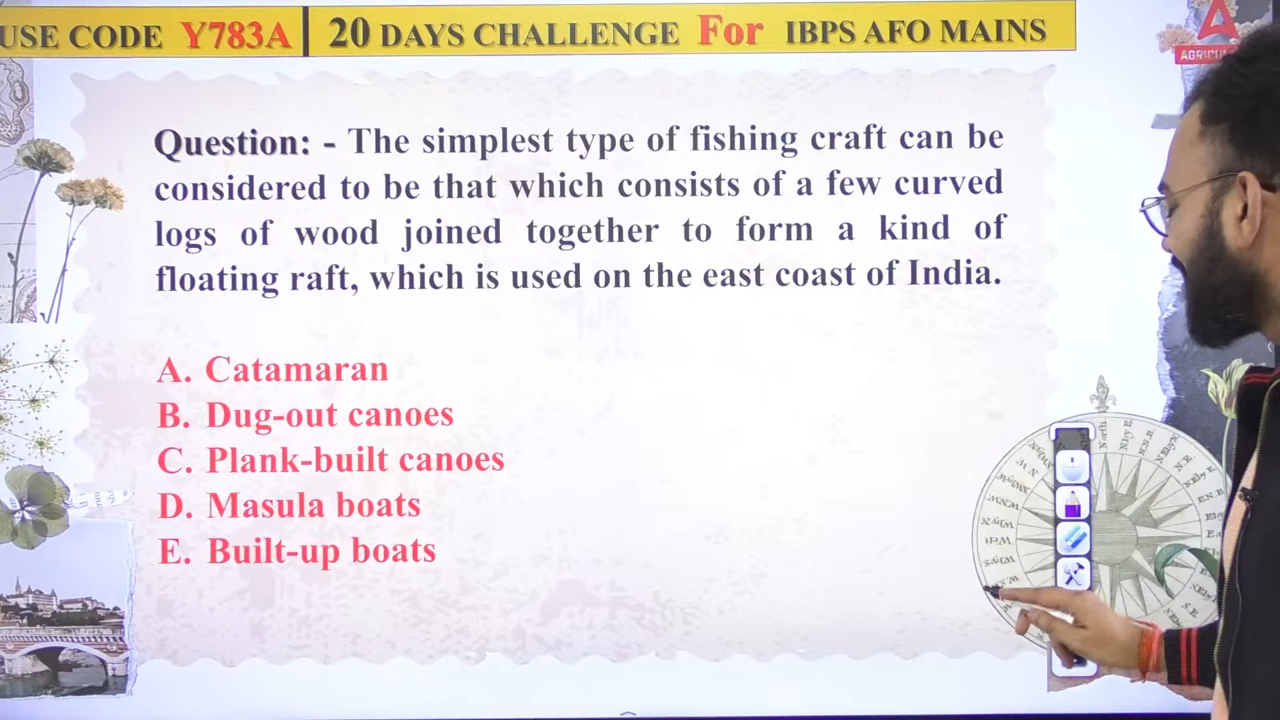 USE CODE Y783A 20 DAYS CHALLENGE For IBPS AFO MAINS
Question: - The simplest type of fishing craft can be
considered to be that which consists of a few curved
logs of wood joined together to form a kind of
floating raft, which is used on the east coast of India.
A. Catamaran
B. Dug-out canoes
C. Plank-built canoes
D. Masula boats
E. Built-up boats
North
N.by E.